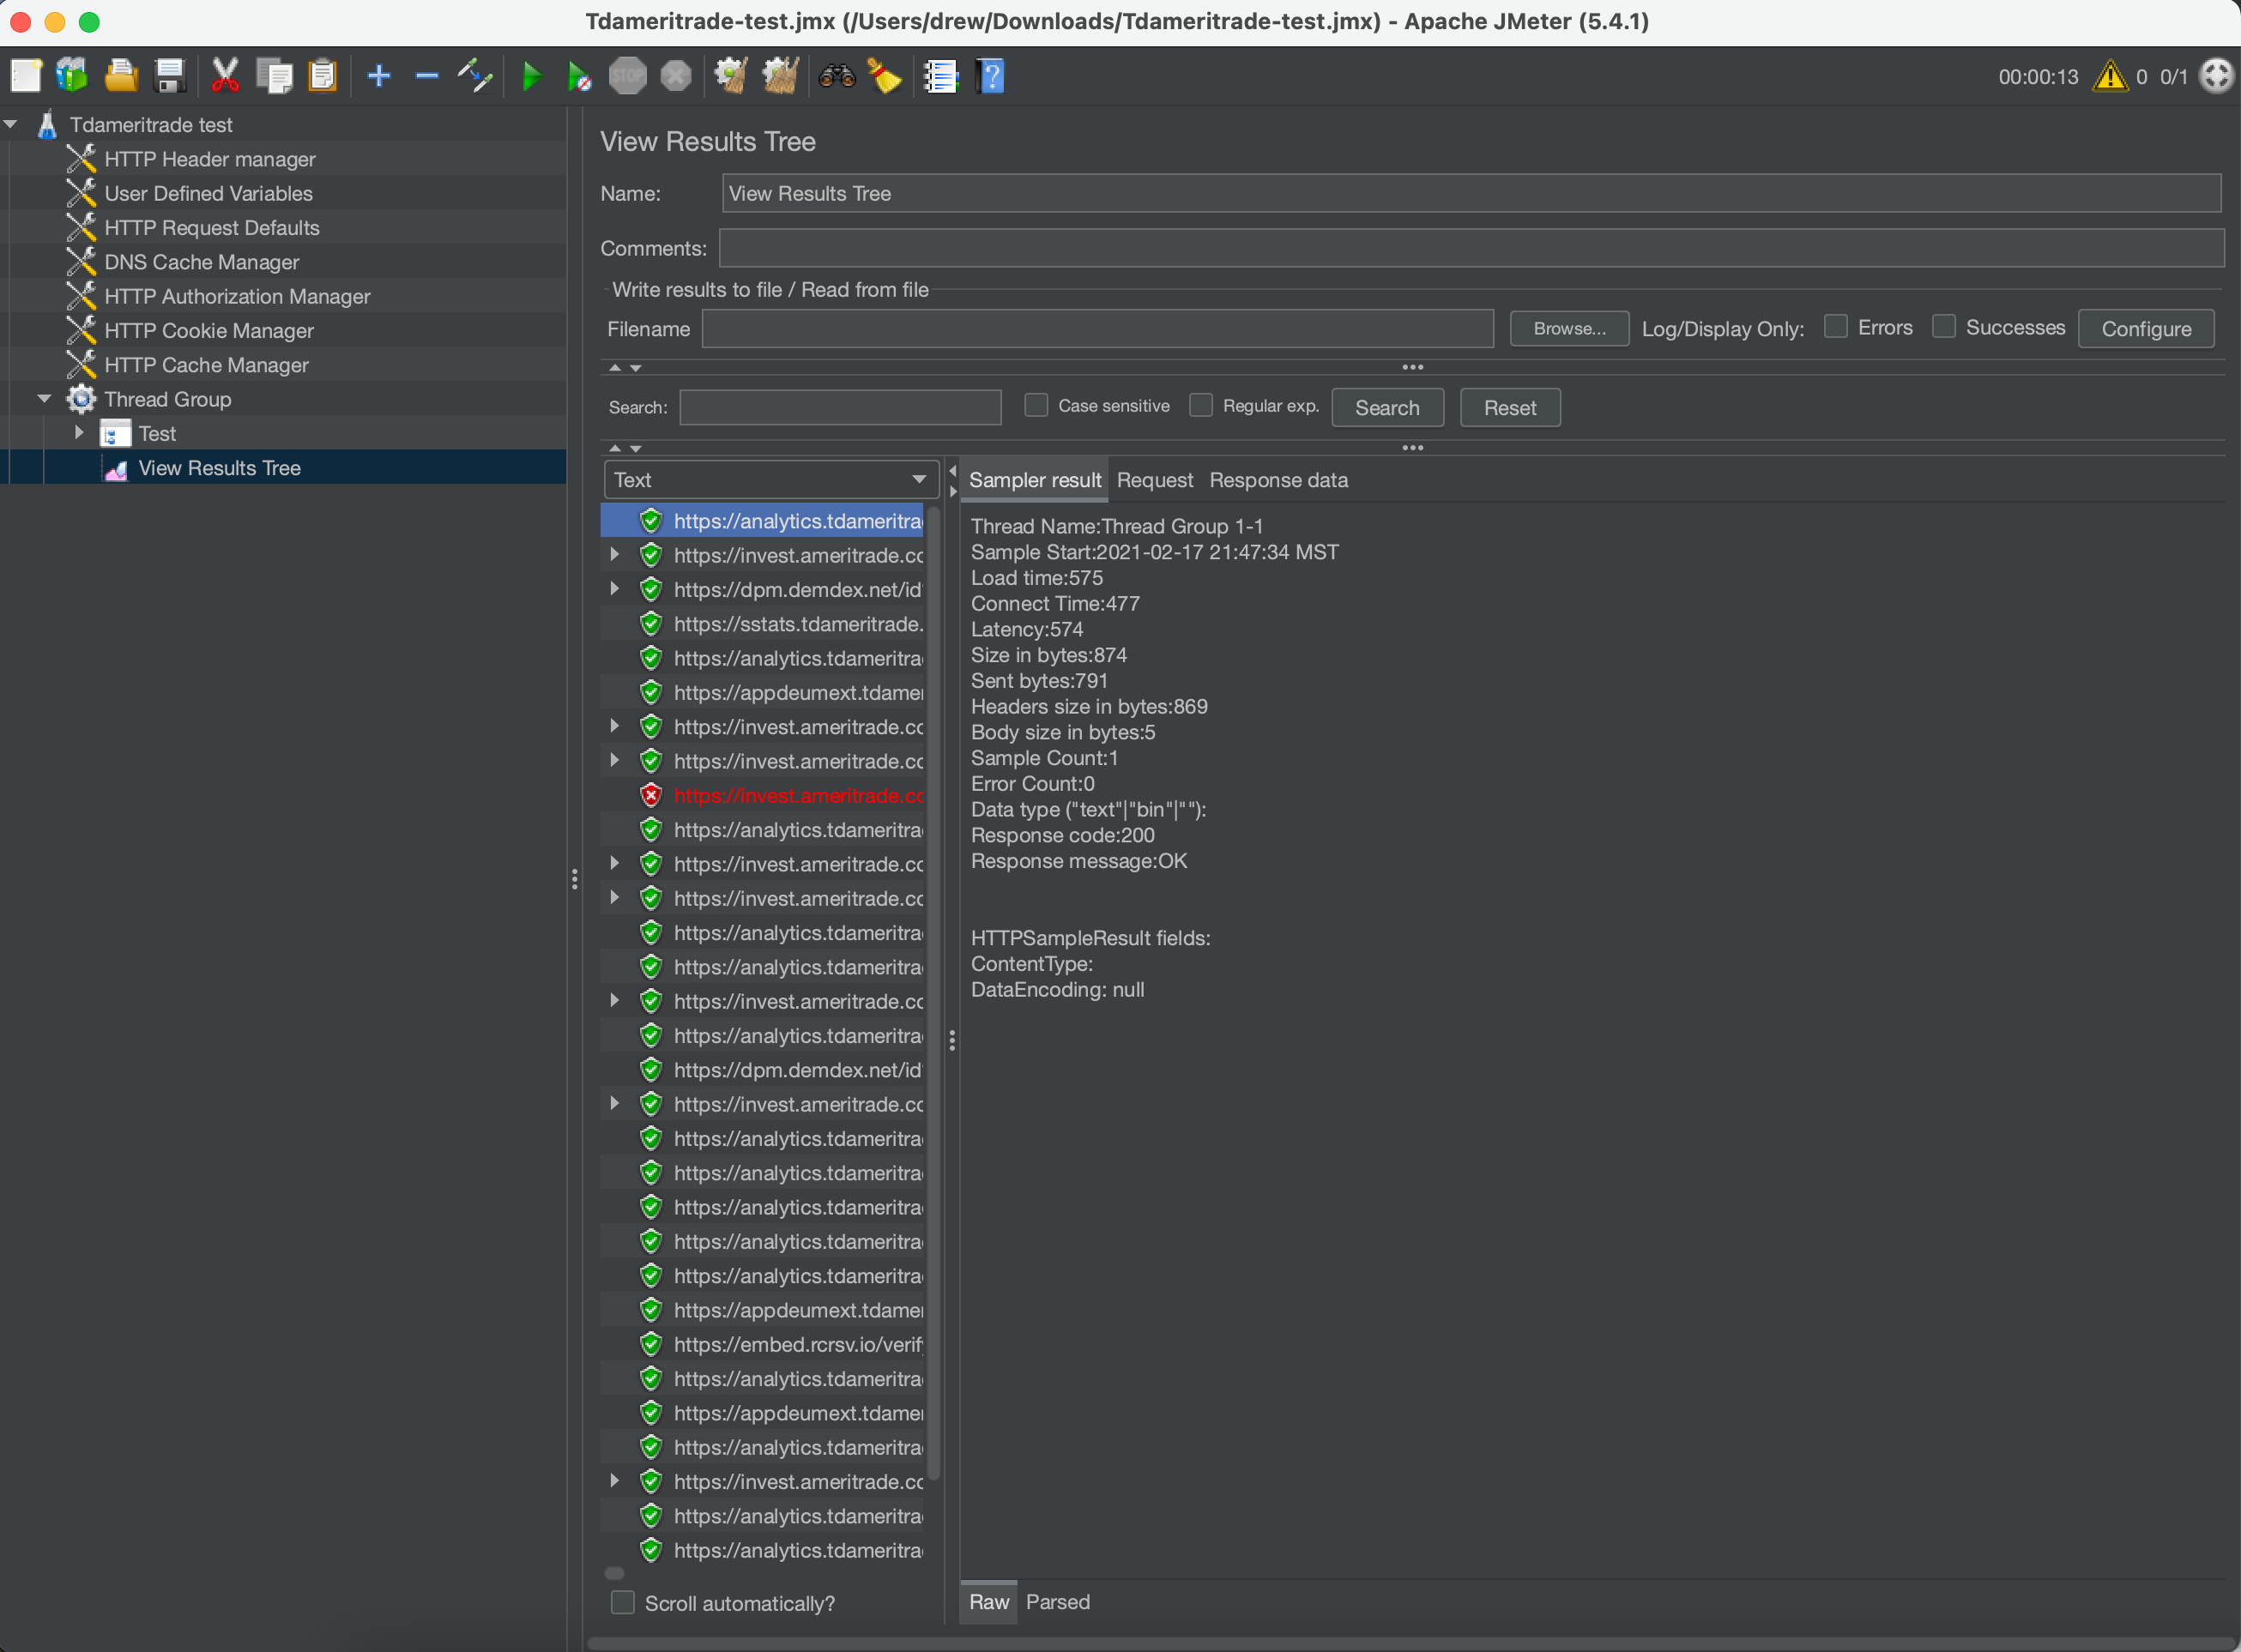 Tdameritrade-test.jmx (/Users/drew/Downloads/Tdameritrade-test.jmx) - Apache JMeter (5.4.1)
STOP
?
00:00:13
0 0/1
Tdameritrade test
HTTP Header manager
User Defined Variables
HTTP Request Defaults
DNS Cache Manager
HTTP Authorization Manager
HTTP Cookie Manager
HTTP Cache Manager
Thread Group
Test
View Results Tree
View Results Tree
Name: View Results Tree
Comments:
Write results to file / Read from file
Filename Browse... Log/Display Only: Errors Successes Configure
Search: Case sensitive Regular exp. Search Reset
Text
https://analytics.tdameritra
https://invest.ameritrade.cc
https://dpm.demdex.net/id
https://sstats.tdameritrade.
https://analytics.tdameritra
https://appdeumext.tdamer
https://invest.ameritrade.cc
https://invest.ameritrade.cc
https://invest.ameritrade.cc
https://analytics.tdameritra
https://invest.ameritrade.cc
https://invest.ameritrade.cc
https://analytics.tdameritra
https://analytics.tdameritra
https://invest.ameritrade.cc
https://analytics.tdameritra
https://dpm.demdex.net/id
https://invest.ameritrade.cc
https://analytics.tdameritra
https://analytics.tdameritra
https://analytics.tdameritra
https://analytics.tdameritra
https://analytics.tdameritra
https://appdeumext.tdamer
https://embed.rcrsv.io/verif
https://analytics.tdameritra
https://appdeumext.tdamer
https://analytics.tdameritra
https://invest.ameritrade.cc
https://analytics.tdameritra
https://analytics.tdameritra
Scroll automatically?
Sampler result Request Response data
Thread Name:Thread Group 1-1
Sample Start:2021-02-17 21:47:34 MST
Load time:575
Connect Time:477
Latency:574
Size in bytes:874
Sent bytes:791
Headers size in bytes:869
Body size in bytes:5
Sample Count:1
Error Count:0
Data type ("text"|"bin"|""):
Response code:200
Response message:OK
HTTPSampleResult fields:
ContentType:
DataEncoding: null
Raw Parsed